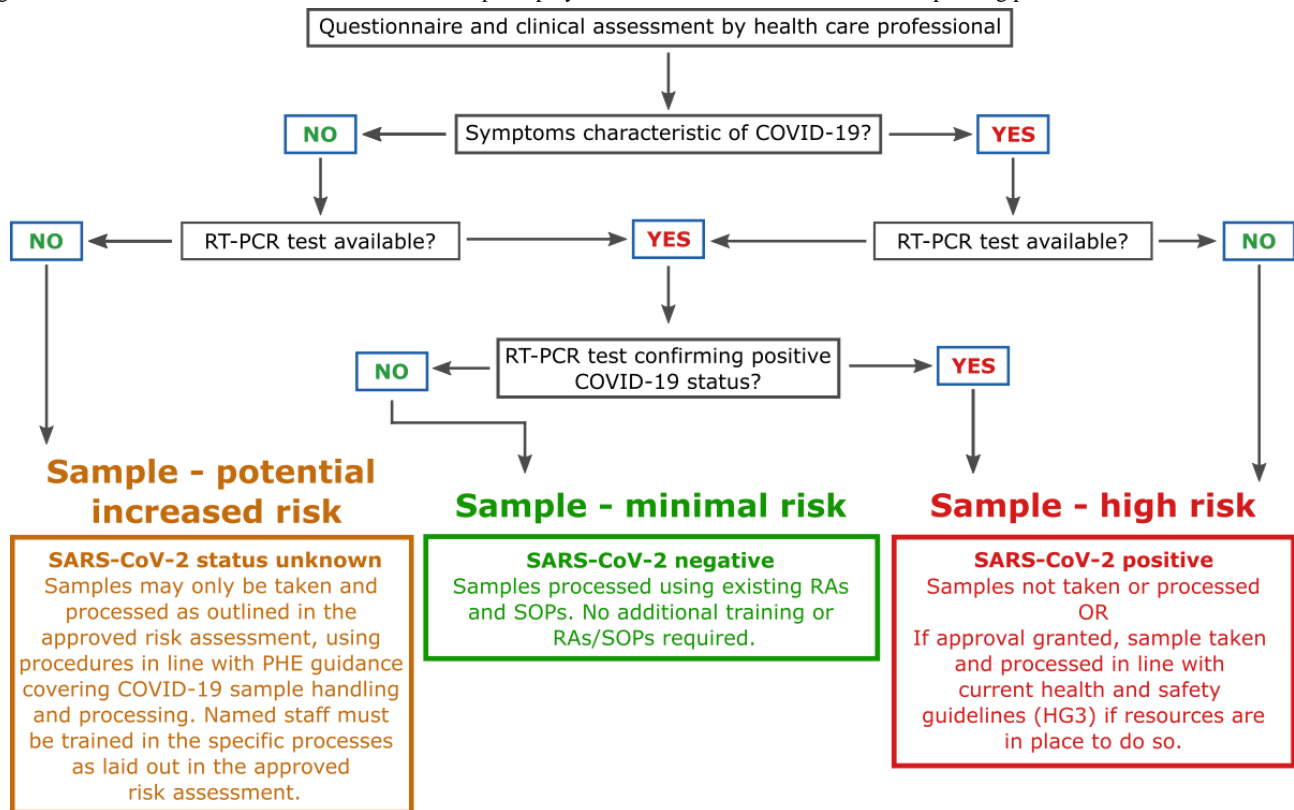 Questionnaire and clinical assessment by health care professional
NO
Symptoms characteristic of COVID-19?
YES
NO
RT-PCR test available?
YES
RT-PCR test available?
NO
NO
RT-PCR test confirming positive
COVID-19 status?
YES
Sample - potential
increased risk
SARS-CoV-2 status unknown
Samples may only be taken and
processed as outlined in the
approved risk assessment, using
procedures in line with PHE guidance
covering COVID-19 sample handling
and processing. Named staff must
be trained in the specific processes
as laid out in the approved
risk assessment.
Sample - minimal risk
SARS-CoV-2 negative
Samples processed using existing RAs
and SOPs. No additional training or
RAs/SOPs required.
Sample - high risk
SARS-CoV-2 positive
Samples not taken or processed
OR
If approval granted, sample taken
and processed in line with
current health and safety
guidelines (HG3) if resources are
in place to do so.